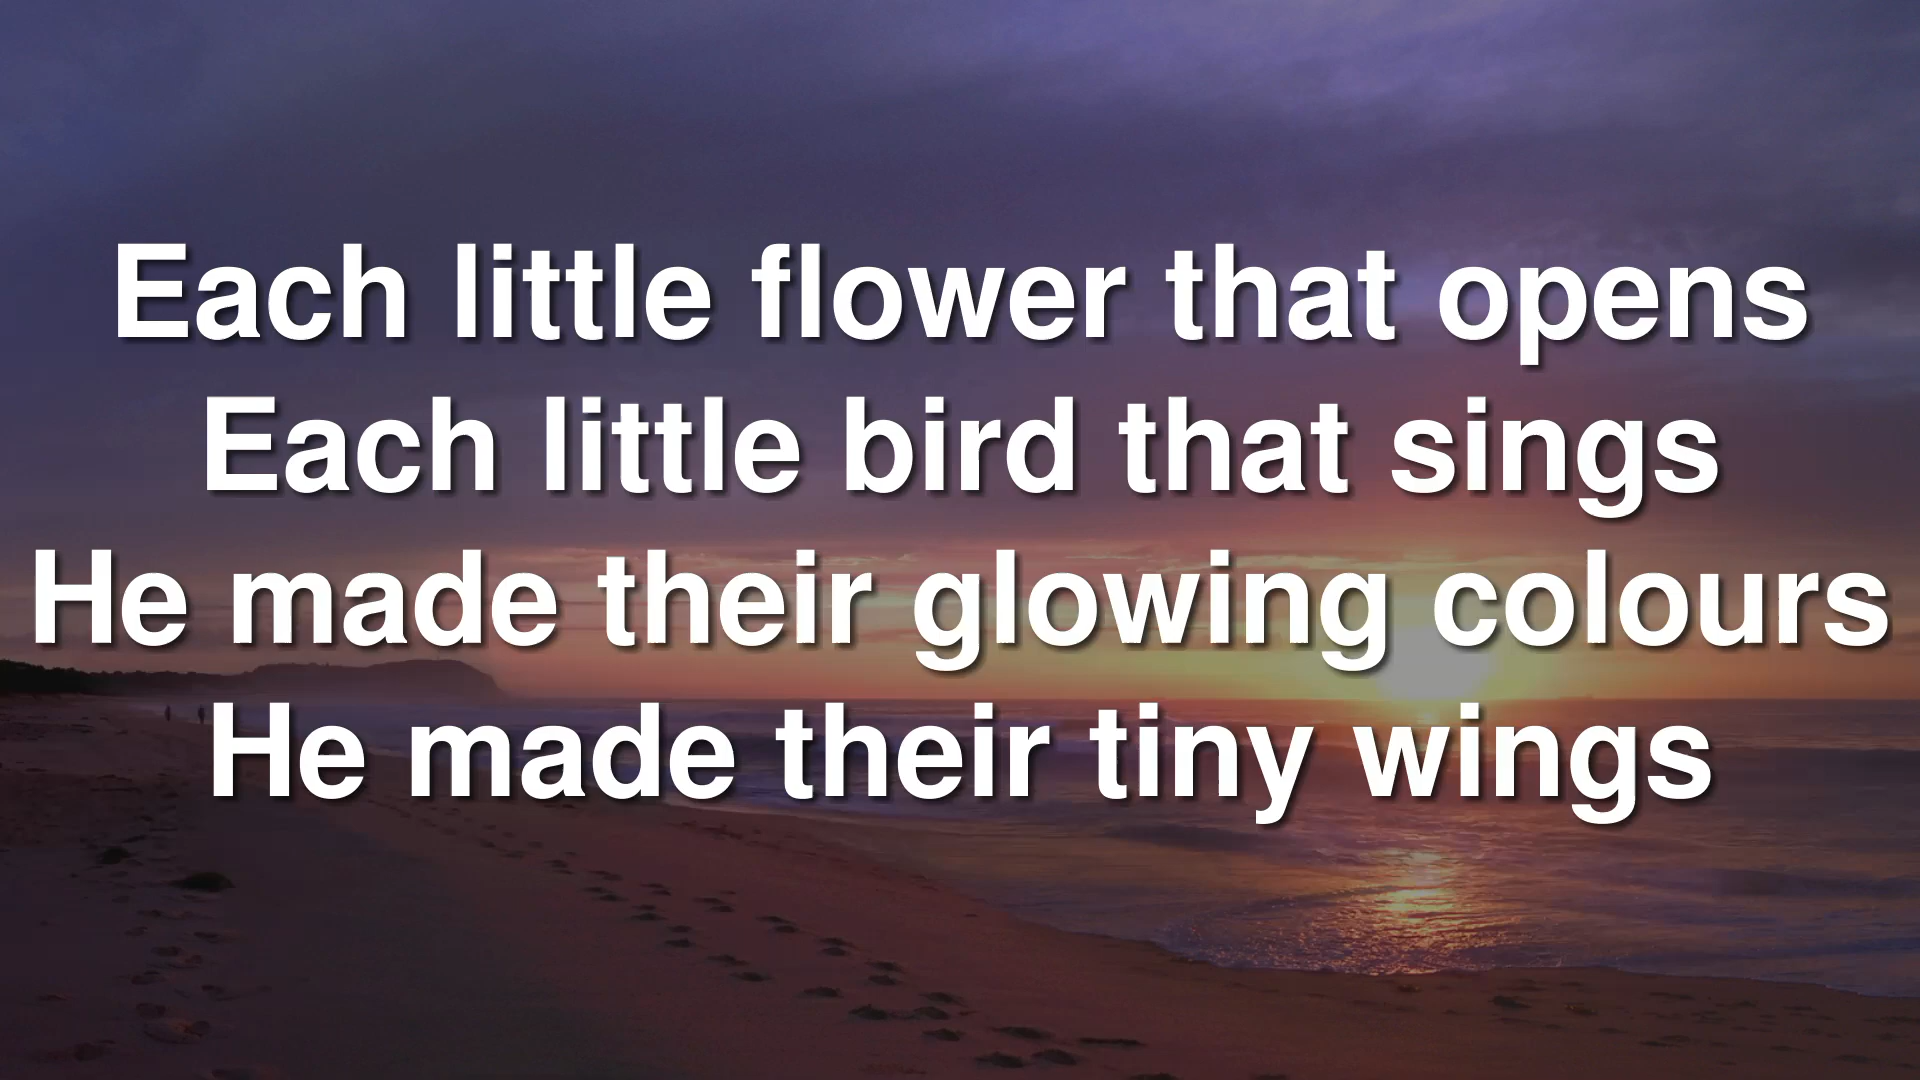 Each little flower that opens
Each little bird that sings
He made their glowing colours
He made their tiny wings